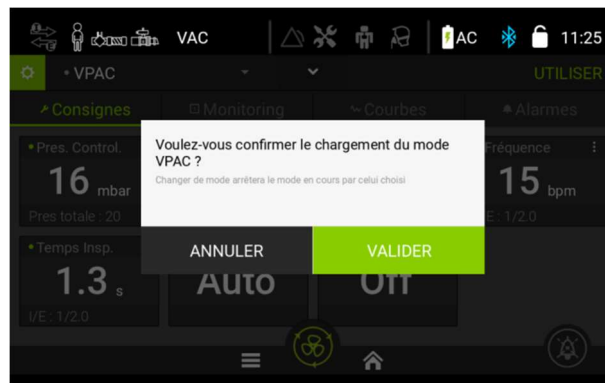 VAC AC 11:25
• VPAC UTILISER
Consignes Monitoring Courbes Alarmes
• Pres. Control. Fréquence
Voulez-vous confirmer le chargement du mode
VPAC ?
Changer de mode arrêtera le mode en cours par celui choisi
16 mbar 15 bpm
Pres totale : 20 E : 1/2.0
• Temps Insp. ANNULER VALIDER
1.3 s Auto Off
I/E : 1/2.0